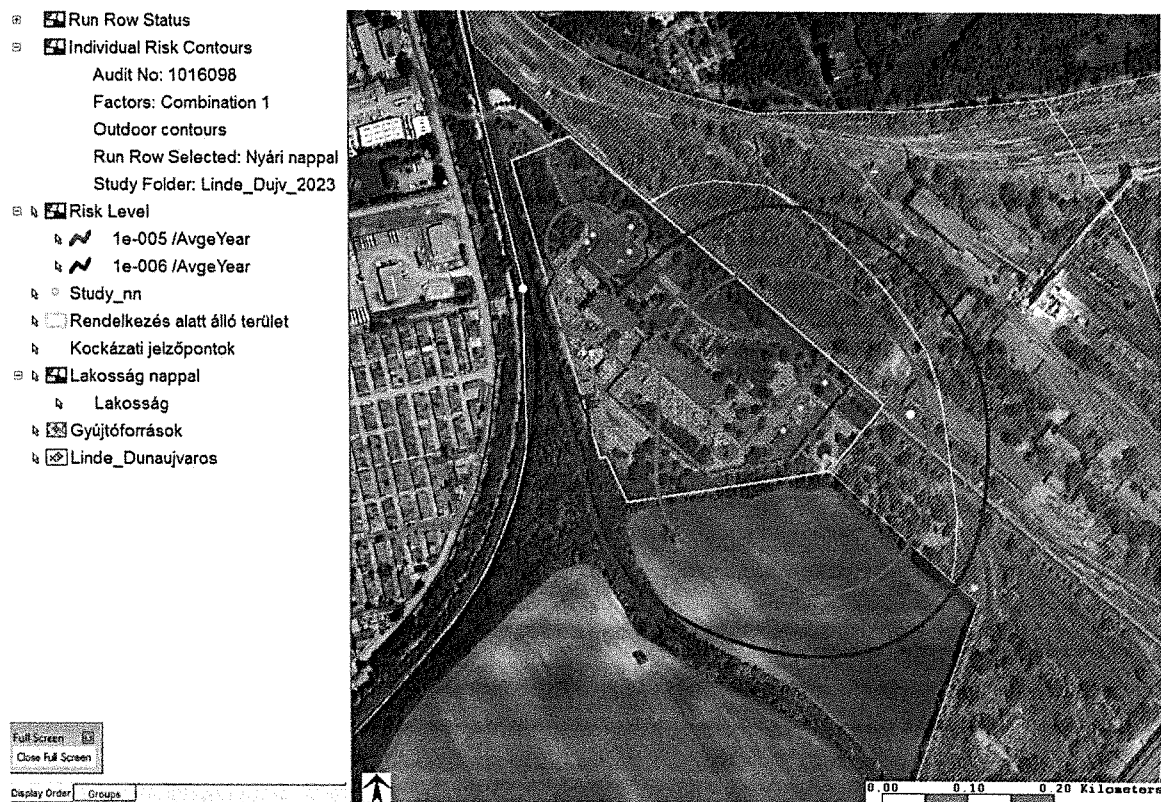 Run Row Status
Individual Risk Contours
Audit No: 1016098
Factors: Combination 1
Outdoor contours
Run Row Selected: Nyári nappal
Study Folder: Linde_Dujv_2023
Risk Level
1e-005 /AvgeYear
1e-006 /AvgeYear
Study_nn
Rendelkezés alatt álló terület
Kockázati jelzőpontok
Lakosság nappal
Lakosság
Gyújtóforrások
Linde_Dunaujvaros
Full Screen
Close Full Screen
Display Order Groups
0.00 0.10 0.20 Kilometers